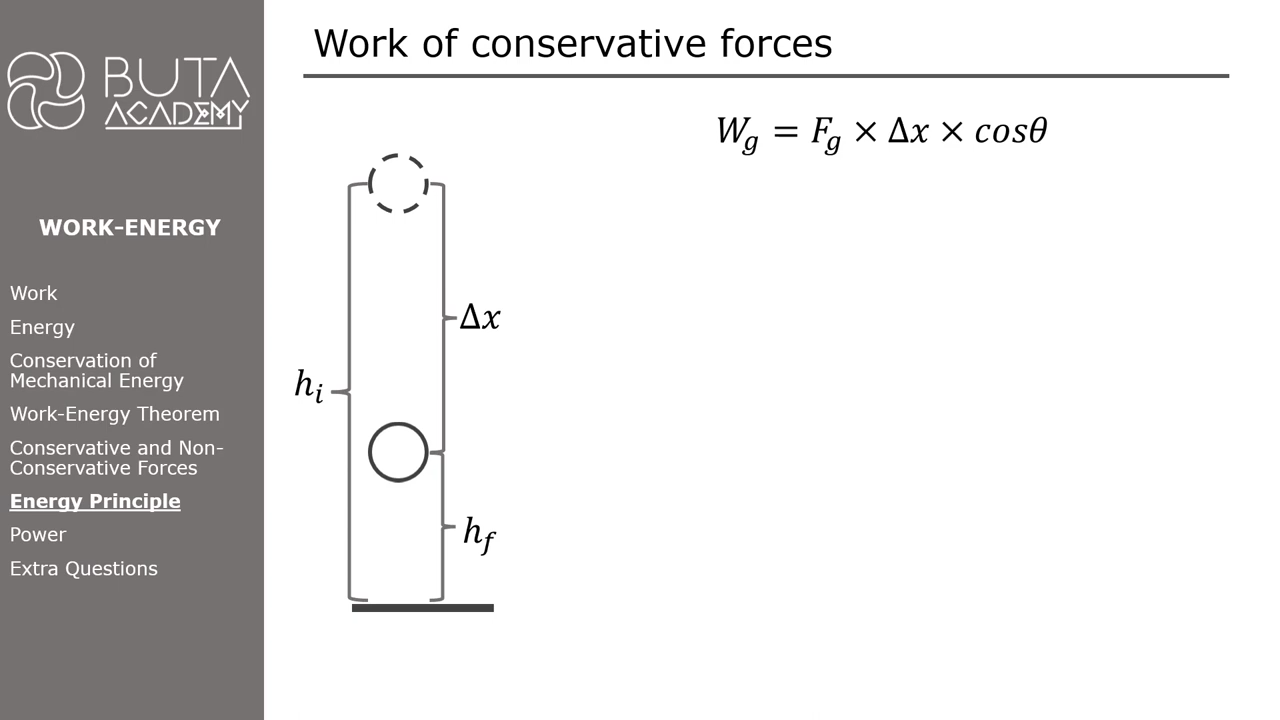 BUTA
ACADEMY
WORK-ENERGY
Work
Energy
Conservation of
Mechanical Energy
Work-Energy Theorem
Conservative and Non-
Conservative Forces
Energy Principle
Power
Extra Questions
Work of conservative forces
W_g = F_g × Δx × cosθ
Δx
h_i
h_f